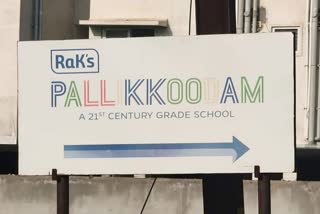 RaK's
PALLIKKOODAM
A 21ST CENTURY GRADE SCHOOL